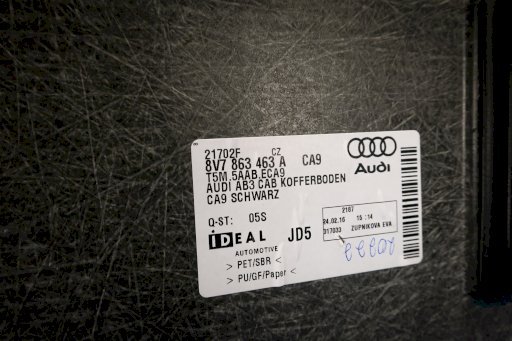 21702F CZ
8V7 863 463 A CA9
T5M.5AAB.ECA9
AUDI AB3 CAB KOFFERBODEN
CA9 SCHWARZ
Audi
Q-ST: 05S
2167
24.02.16 15:14
317033 ZUPNIKOVA EVA
iDEAL JD5
AUTOMOTIVE
> PET/SBR <
> PU/GF/Paper <